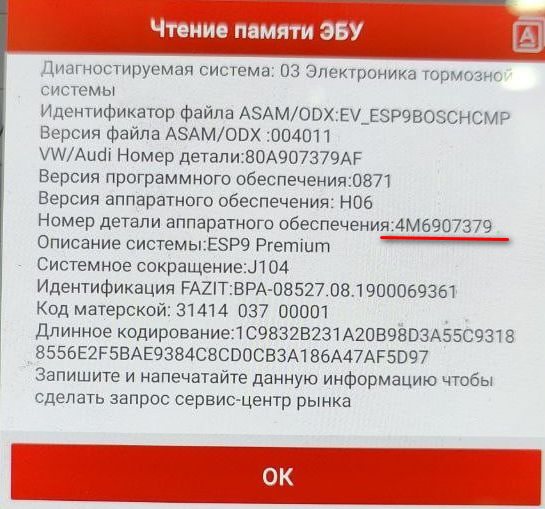 Чтение памяти ЭБУ
A
Диагностируемая система: 03 Электроника тормозной
системы
Идентификатор файла ASAM/ODX:EV_ESP9BOSCHCMP
Версия файла ASAM/ODX :004011
VW/Audi Номер детали:80A907379AF
Версия программного обеспечения:0871
Версия аппаратного обеспечения: H06
Номер детали аппаратного обеспечения:4M6907379
Описание системы:ESP9 Premium
Системное сокращение:J104
Идентификация FAZIT:BPA-08527.08.1900069361
Код матерской: 31414 037 00001
Длинное кодирование:1C9832B231A20B98D3A55C9318
8556E2F5BAE9384C8CD0CB3A186A47AF5D97
Запишите и напечатайте данную информацию чтобы
сделать запрос сервис-центр рынка
OK